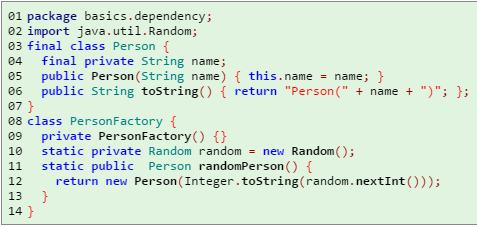 01 package basics.dependency;
02 import java.util.Random;
03 final class Person {
04   final private String name;
05   public Person(String name) { this.name = name; }
06   public String toString() { return "Person(" + name + ")"; };
07 }
08 class PersonFactory {
09   private PersonFactory() {}
10   static private Random random = new Random();
11   static public  Person randomPerson() {
12     return new Person(Integer.toString(random.nextInt()));
13   }
14 }